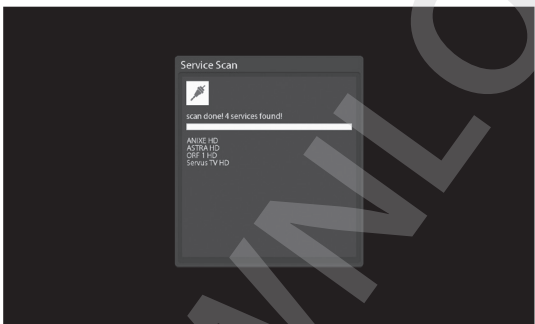 Service Scan
scan done! 4 services found!
ANIXE HD
ASTRA HD
ORF 1 HD
Servus TV HD